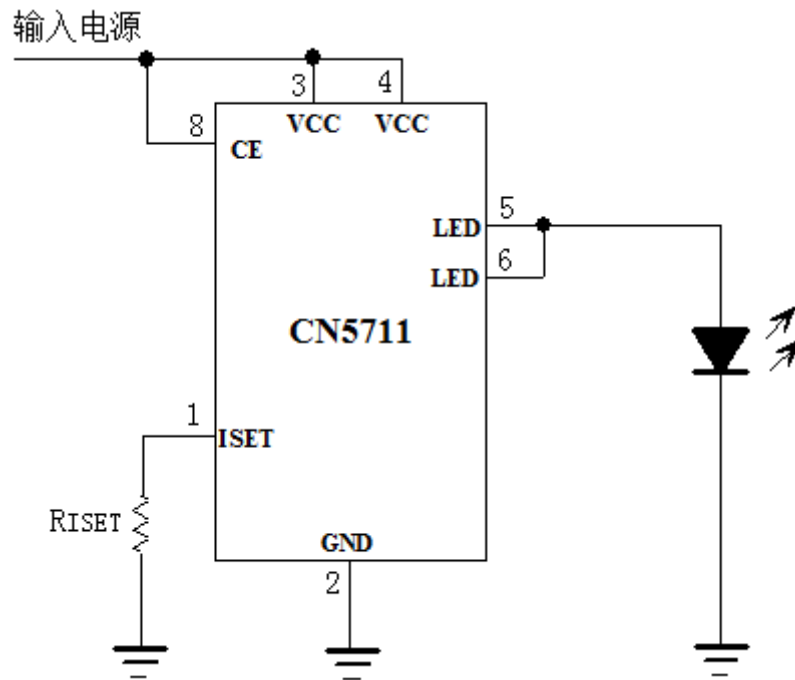 输入电源
3 4
8 VCC VCC
CE
5
LED
6
LED
CN5711
1
ISET
RISET
GND
2